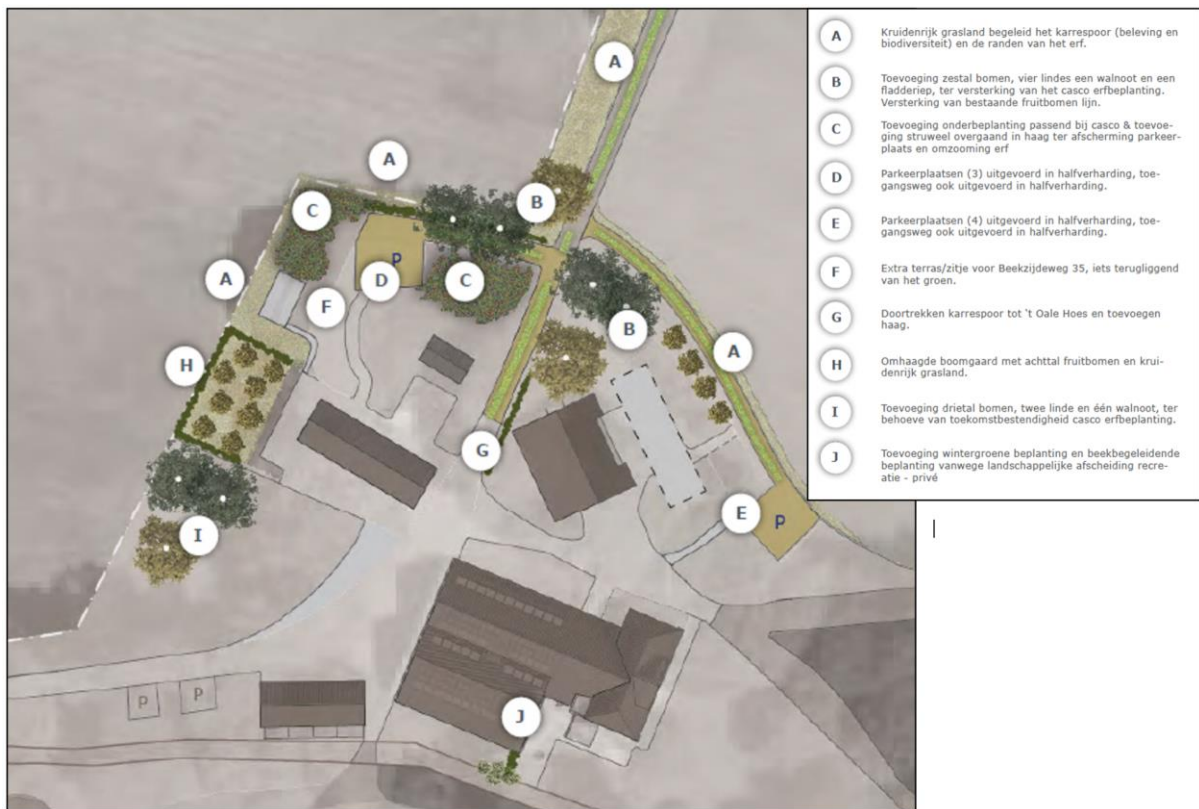 A
A
B
C
C
A
P
D
F
B
A
H
G
E
P
I
P
P
J
A
Kruidenrijk grasland begeleid het karrespoor (beleving en
biodiversiteit) en de randen van het erf.
B
Toevoeging zestal bomen, vier lindes een walnoot en een
fladderiep, ter versterking van het casco erfbeplanting.
Versterking van bestaande fruitbomen lijn.
C
Toevoeging onderbeplanting passend bij casco & toevoe-
ging struweel overgaand in haag ter afscherming parkeer-
plaats en omzooming erf
D
Parkeerplaatsen (3) uitgevoerd in halfverharding, toe-
gangsweg ook uitgevoerd in halfverharding.
E
Parkeerplaatsen (4) uitgevoerd in halfverharding, toe-
gangsweg ook uitgevoerd in halfverharding.
F
Extra terras/zitje voor Beekzijdeweg 35, iets terugliggend
van het groen.
G
Doortrekken karrespoor tot 't Oale Hoes en toevoegen
haag.
H
Omhaagde boomgaard met achttal fruitbomen en krui-
denrijk grasland.
I
Toevoeging drietal bomen, twee linde en één walnoot, ter
behoeve van toekomstbestendigheid casco erfbeplanting.
J
Toevoeging wintergroene beplanting en beekbegeleidende
beplanting vanwege landschappelijke afscheiding recre-
atie - privé